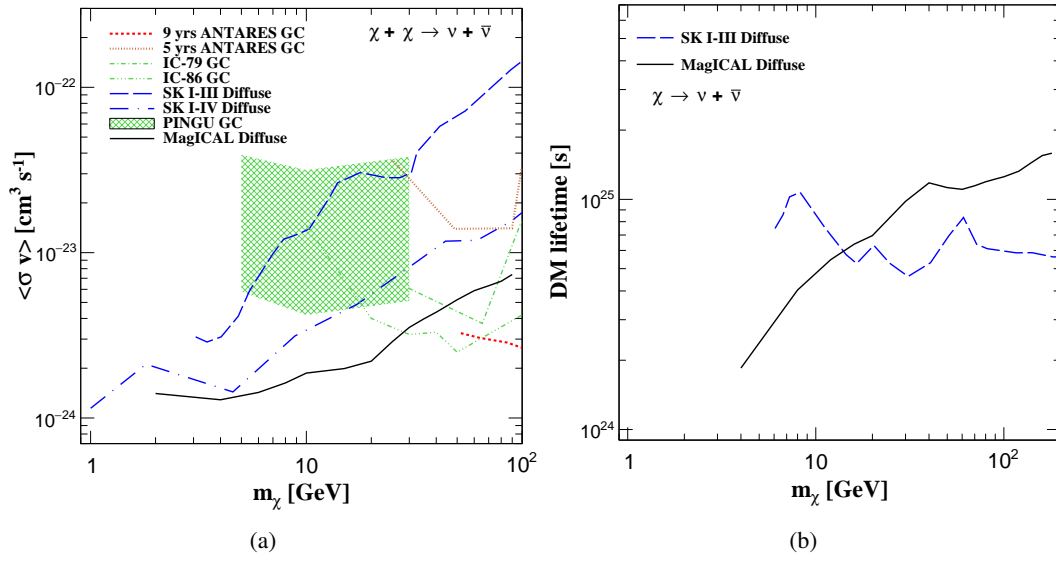 9 yrs ANTARES GC
5 yrs ANTARES GC
IC-79 GC
IC-86 GC
SK I-III Diffuse
SK I-IV Diffuse
PINGU GC
MagICAL Diffuse
χ + χ → ν + ν̄
10⁻²²
10⁻²³
10⁻²⁴
<σ v> [cm³ s⁻¹]
1
10
10²
mχ [GeV]
(a)
SK I-III Diffuse
MagICAL Diffuse
χ → ν + ν̄
10²⁵
10²⁴
DM lifetime [s]
1
10
10²
mχ [GeV]
(b)